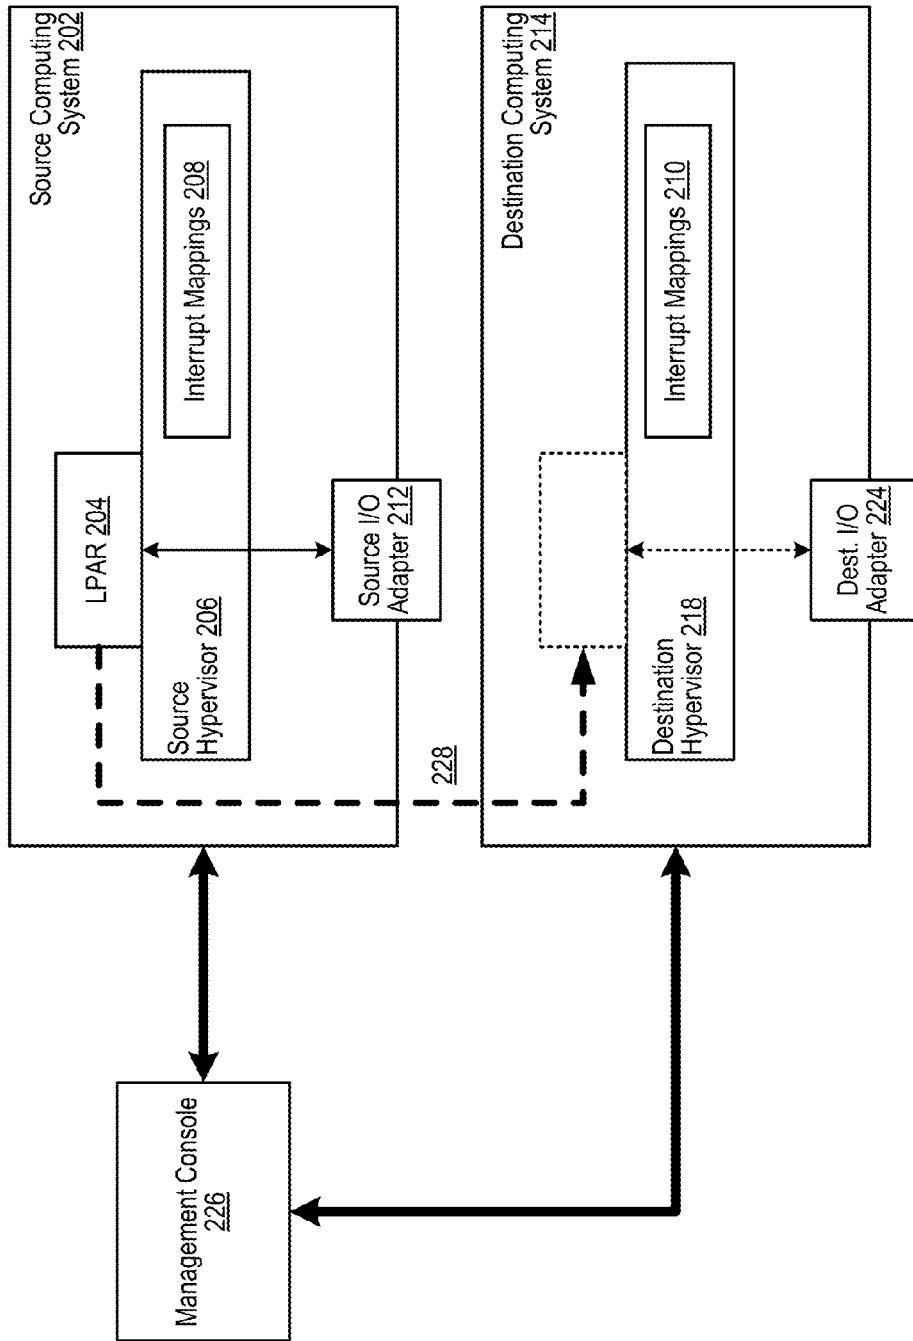 Source Computing
System 202
LPAR 204
Source
Hypervisor 206
Interrupt Mappings 208
Source I/O
Adapter 212
228
Destination Computing
System 214
Destination
Hypervisor 218
Interrupt Mappings 210
Dest. I/O
Adapter 224
Management Console
226